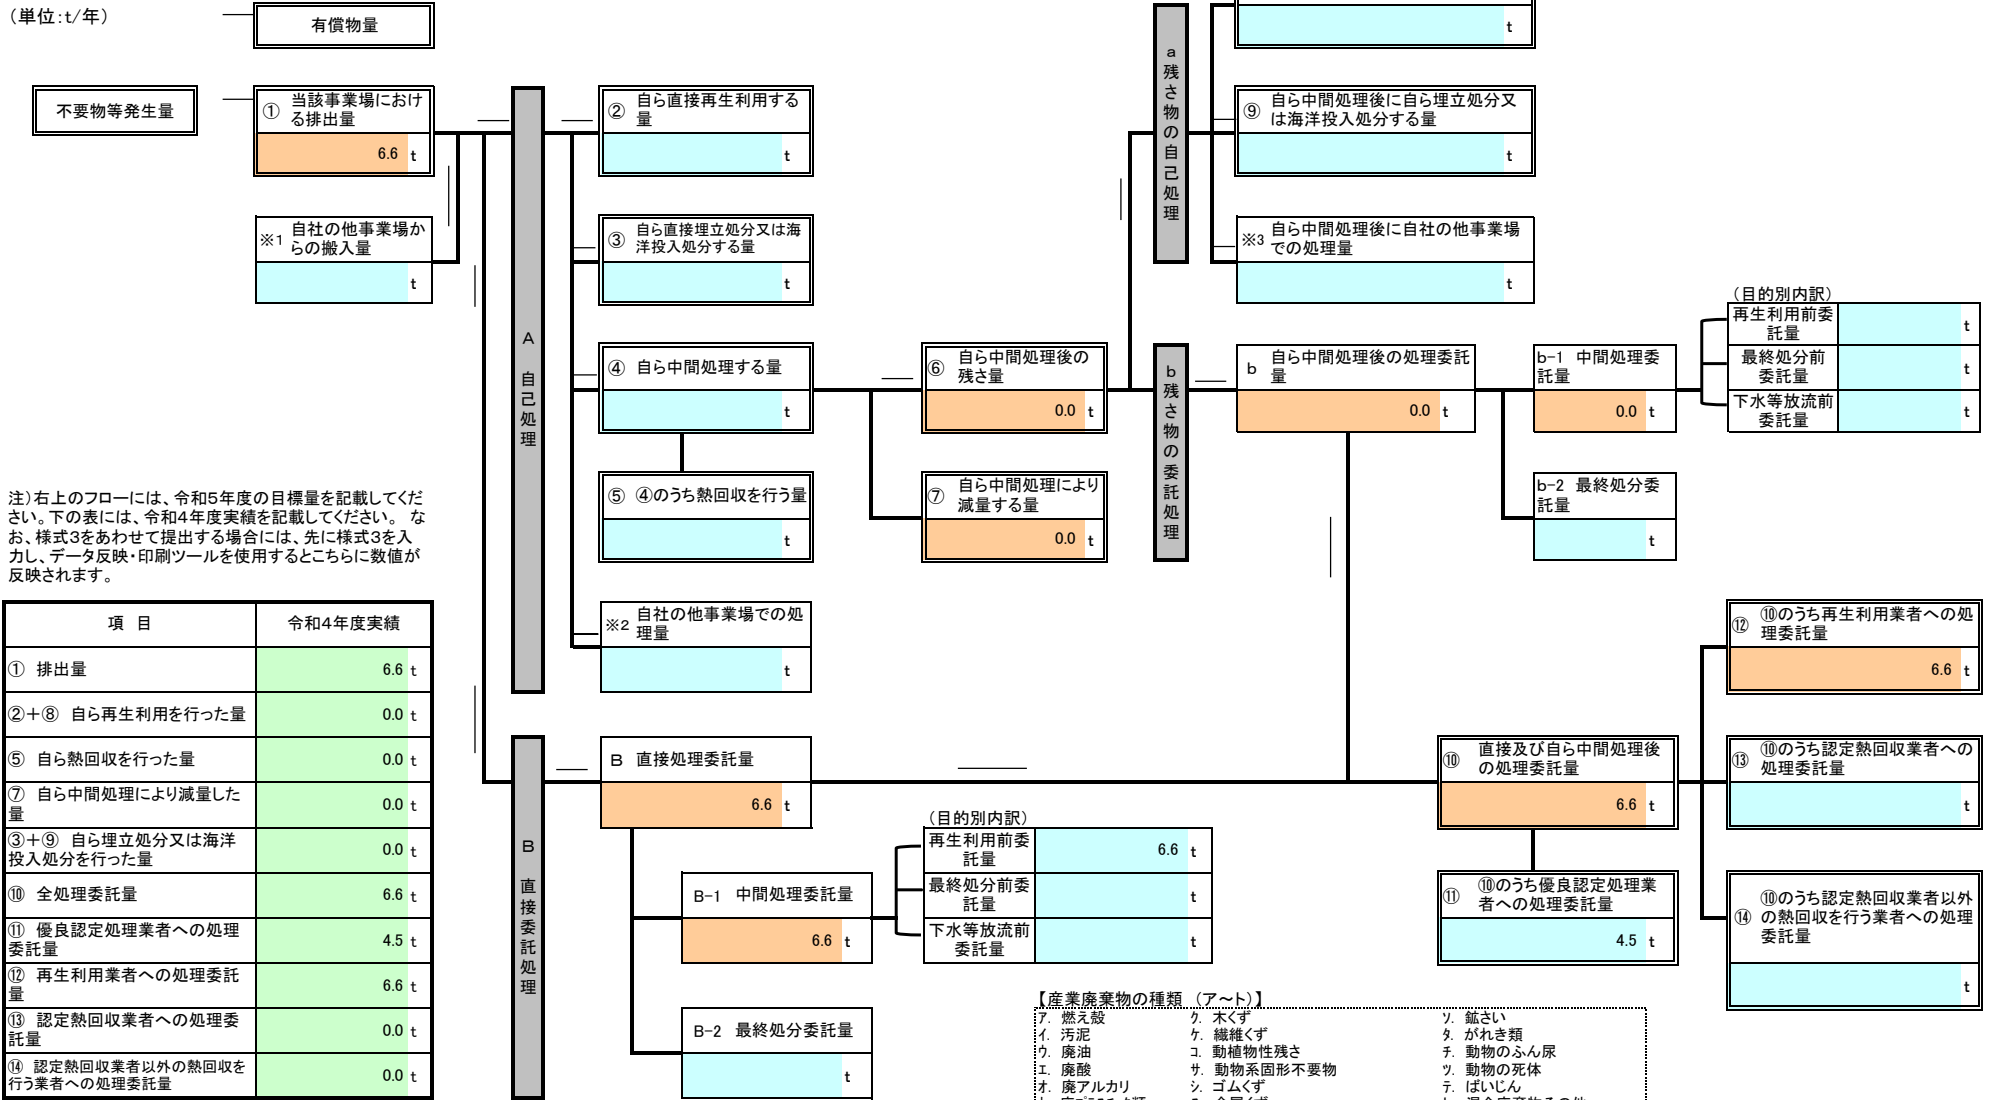 （単位:t/年）
有償物量
不要物等発生量
① 当該事業場におけ
る排出量
6.6 t
※1 自社の他事業場か
らの搬入量
t
A 自己処理
② 自ら直接再生利用する
量
t
③ 自ら直接埋立処分又は海
洋投入処分する量
t
④ 自ら中間処理する量
t
⑤ ④のうち熱回収を行う量
t
※2 自社の他事業場での処
理量
t
⑥ 自ら中間処理後の
残さ量
0.0 t
⑦ 自ら中間処理により
減量する量
0.0 t
a 残さ物の自己処理
t
⑨ 自ら中間処理後に自ら埋立処分又
は海洋投入処分する量
t
※3 自ら中間処理後に自社の他事業場
での処理量
t
b 残さ物の委託処理
b 自ら中間処理後の処理委託
量
0.0 t
b-1 中間処理委
託量
0.0 t
（目的別内訳）
再生利用前委
託量
t
最終処分前
委託量
t
下水等放流前
委託量
t
b-2 最終処分委
託量
t
注）右上のフローには、令和５年度の目標量を記載してくだ
さい。下の表には、令和４年度実績を記載してください。 な
お、様式３をあわせて提出する場合には、先に様式３を入
力し、データ反映・印刷ツールを使用するとこちらに数値が
反映されます。
項 目 令和４年度実績
① 排出量 6.6 t
②＋⑧ 自ら再生利用を行った量 0.0 t
⑤ 自ら熱回収を行った量 0.0 t
⑦ 自ら中間処理により減量した
量 0.0 t
③＋⑨ 自ら埋立処分又は海洋
投入処分を行った量 0.0 t
⑩ 全処理委託量 6.6 t
⑪ 優良認定処理業者への処理
委託量 4.5 t
⑫ 再生利用業者への処理委託
量 6.6 t
⑬ 認定熱回収業者への処理委
託量 0.0 t
⑭ 認定熱回収業者以外の熱回収を
行う業者への処理委託量 0.0 t
B 直接委託処理
B 直接処理委託量
6.6 t
B-1 中間処理委託量
6.6 t
（目的別内訳）
再生利用前委
託量
6.6 t
最終処分前委
託量
t
下水等放流前
委託量
t
B-2 最終処分委託量
t
⑩ 直接及び自ら中間処理後
の処理委託量
6.6 t
⑪ ⑩のうち優良認定処理業
者への処理委託量
4.5 t
⑫ ⑩のうち再生利用業者への処
理委託量
6.6 t
⑬ ⑩のうち認定熱回収業者への
処理委託量
t
⑭ ⑩のうち認定熱回収業者以外
の熱回収を行う業者への処理
委託量
t
【産業廃棄物の種類 （ア～ト）】
ｱ. 燃え殻 ｸ. 木くず ｿ. 鉱さい
ｲ. 汚泥 ｹ. 繊維くず ﾀ. がれき類
ｳ. 廃油 ｺ. 動植物性残さ ﾁ. 動物のふん尿
ｴ. 廃酸 ｻ. 動物系固形不要物 ﾂ. 動物の死体
ｵ. 廃アルカリ ｼ. ゴムくず ﾃ. ばいじん